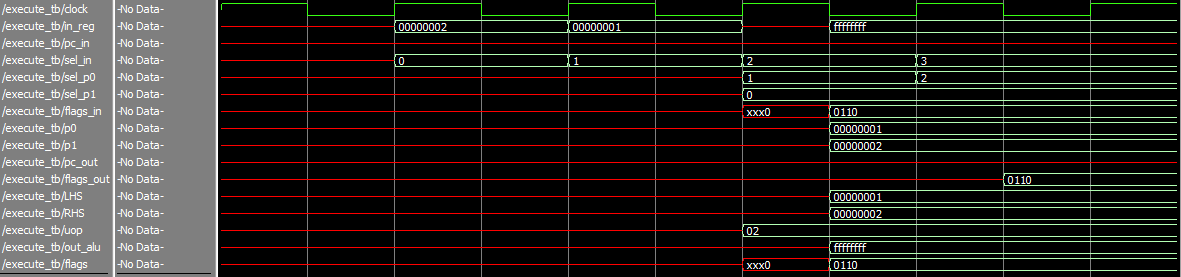 /execute_tb/clock -No Data-
/execute_tb/in_reg -No Data- 00000002 00000001 ffffffff
/execute_tb/pc_in -No Data-
/execute_tb/sel_in -No Data- 0 1 2 3
/execute_tb/sel_p0 -No Data- 1 2
/execute_tb/sel_p1 -No Data- 0
/execute_tb/flags_in -No Data- xxx0 0110
/execute_tb/p0 -No Data- 00000001
/execute_tb/p1 -No Data- 00000002
/execute_tb/pc_out -No Data-
/execute_tb/flags_out -No Data- 0110
/execute_tb/LHS -No Data- 00000001
/execute_tb/RHS -No Data- 00000002
/execute_tb/uop -No Data- 02
/execute_tb/out_alu -No Data- ffffffff
/execute_tb/flags -No Data- xxx0 0110